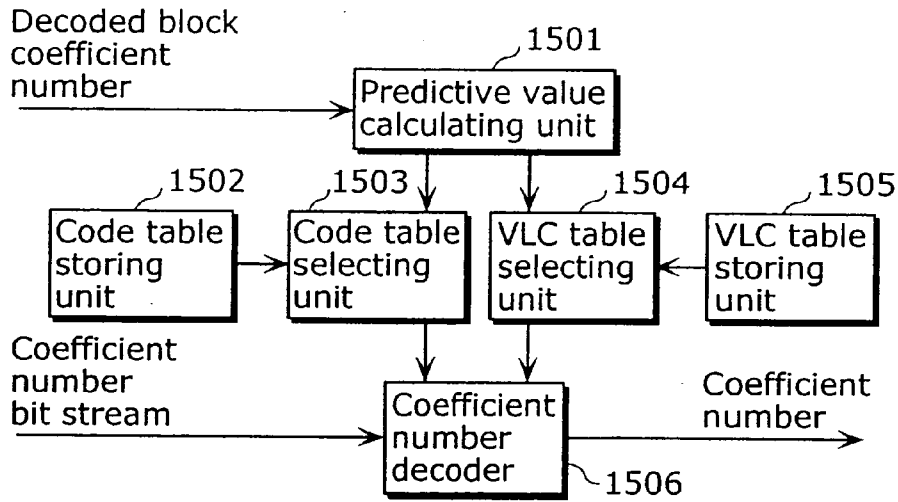 Decoded block
coefficient
number
1501
Predictive value
calculating unit
1502
1503
1504
1505
Code table
storing
unit
Code table
selecting
unit
VLC table
selecting
unit
VLC table
storing
unit
Coefficient
number
bit stream
Coefficient
number
decoder
Coefficient
number
1506